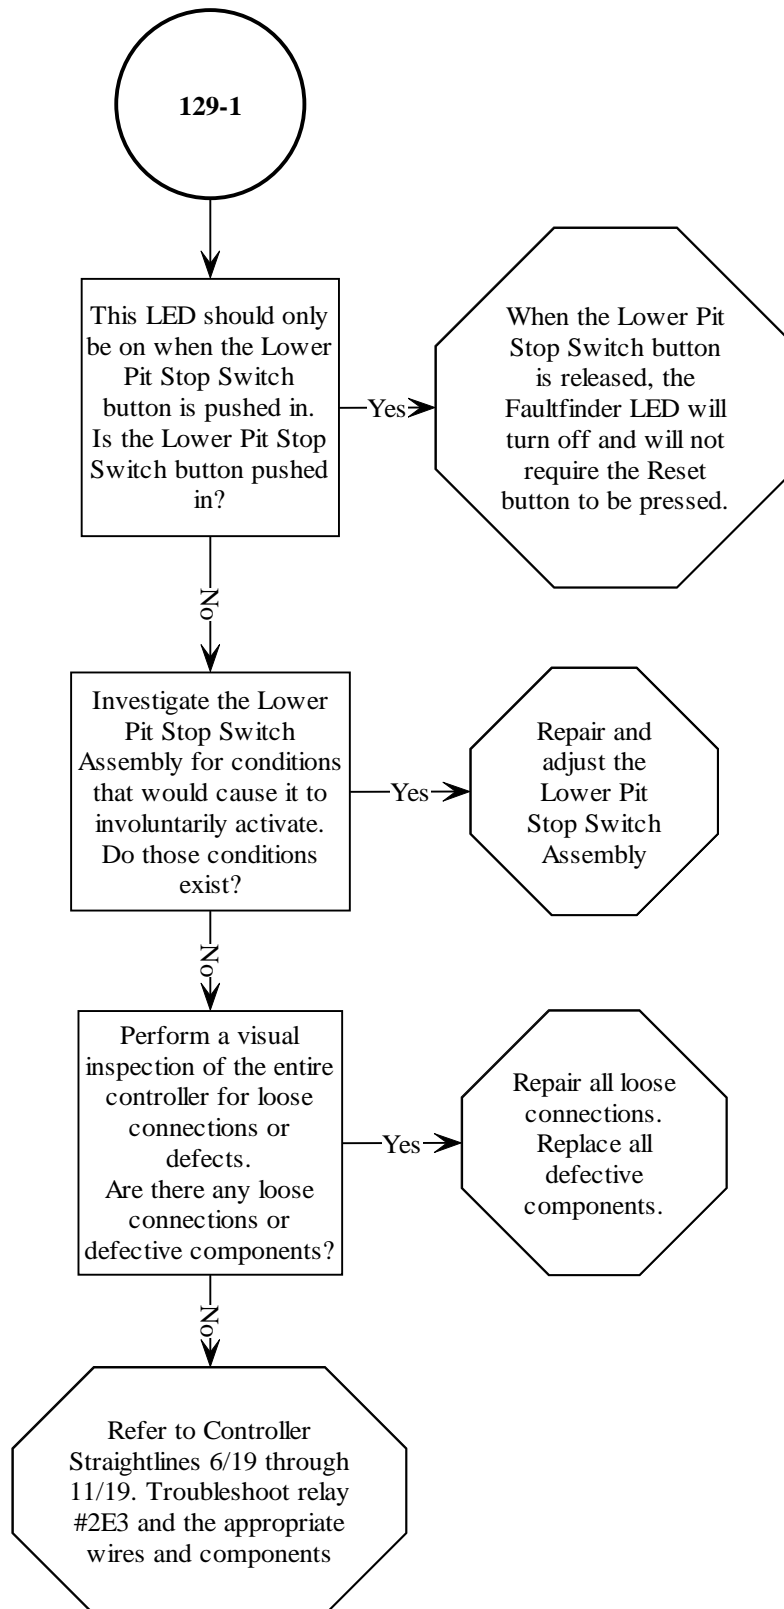 129-1
This LED should only
be on when the Lower
Pit Stop Switch
button is pushed in.
Is the Lower Pit Stop
Switch button pushed
in?
Yes
When the Lower Pit
Stop Switch button
is released, the
Faultfinder LED will
turn off and will not
require the Reset
button to be pressed.
No
Investigate the Lower
Pit Stop Switch
Assembly for conditions
that would cause it to
involuntarily activate.
Do those conditions
exist?
Yes
Repair and
adjust the
Lower Pit
Stop Switch
Assembly
No
Perform a visual
inspection of the entire
controller for loose
connections or
defects.
Are there any loose
connections or
defective components?
Yes
Repair all loose
connections.
Replace all
defective
components.
No
Refer to Controller
Straightlines 6/19 through
11/19. Troubleshoot relay
#2E3 and the appropriate
wires and components